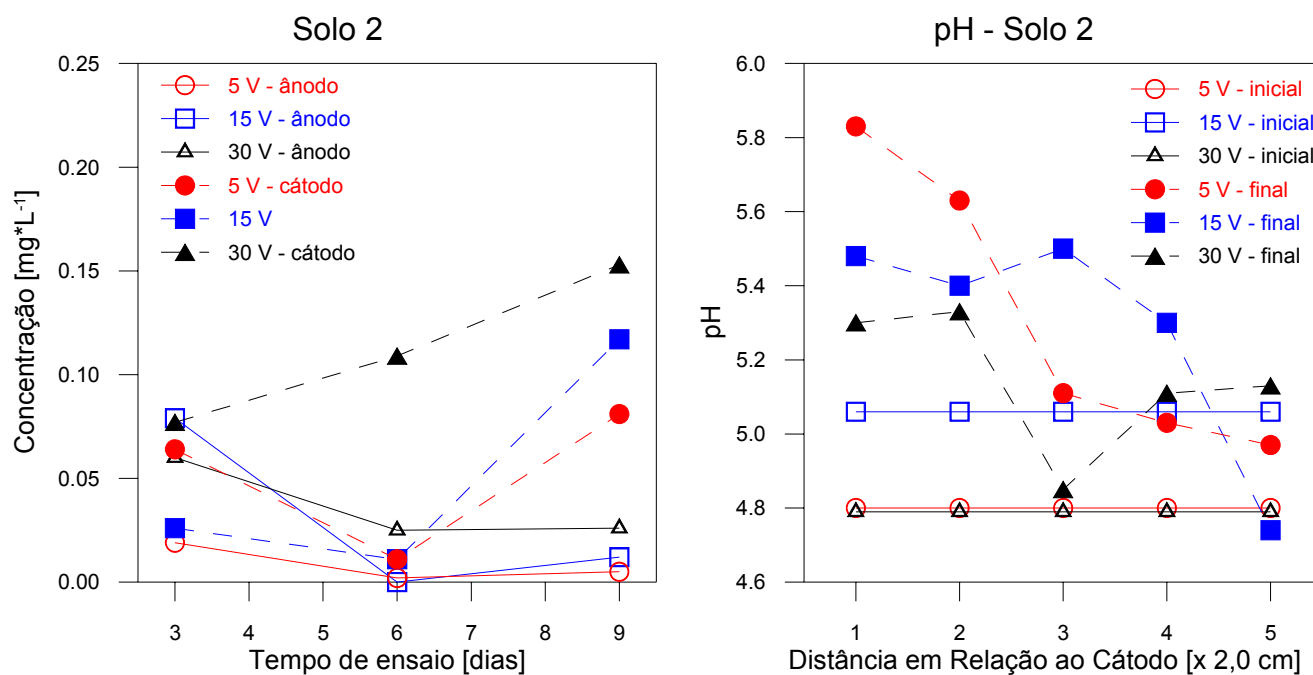 Solo 2
0.25
0.20
0.15
0.10
0.05
0.00
Concentração [mg*L-1]
5 V - ânodo
15 V - ânodo
30 V - ânodo
5 V - cátodo
15 V
30 V - cátodo
3 4 5 6 7 8 9
Tempo de ensaio [dias]
pH - Solo 2
6.0
5.8
5.6
5.4
5.2
5.0
4.8
4.6
pH
5 V - inicial
15 V - inicial
30 V - inicial
5 V - final
15 V - final
30 V - final
1 2 3 4 5
Distância em Relação ao Cátodo [x 2,0 cm]